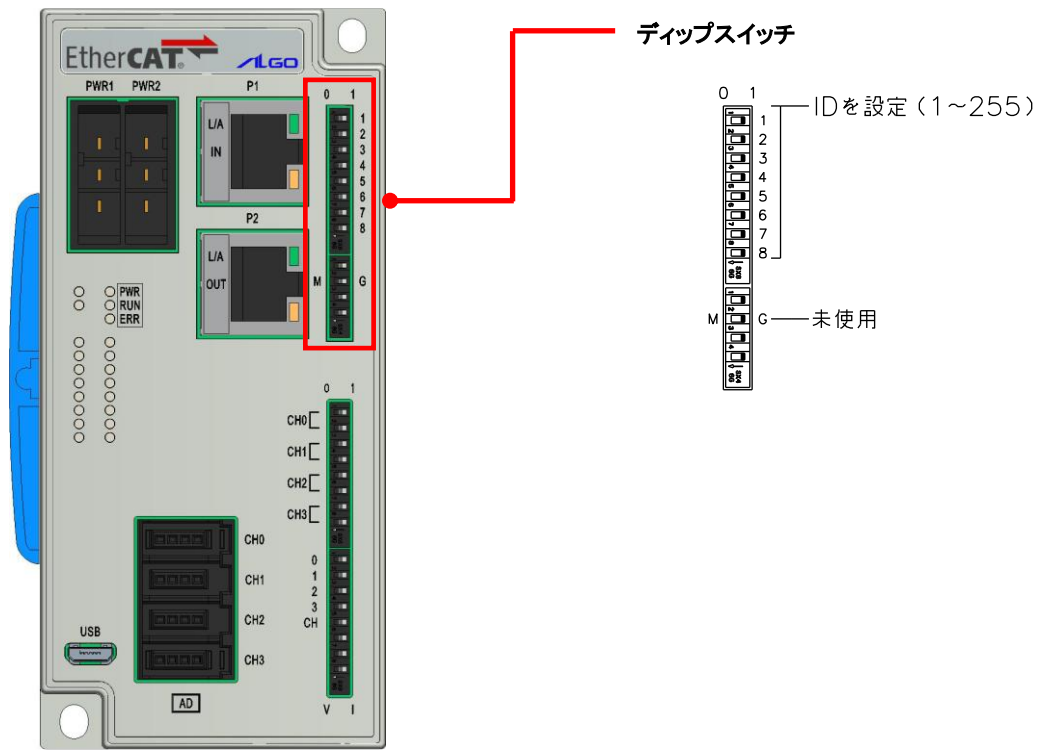 ディップスイッチ
EtherCAT®
ALGO
PWR1 PWR2
P1
L/A
IN
0 1
1
2
3
4
5
6
7
8
P2
L/A
OUT
M G
PWR
RUN
ERR
0 1
CH0
CH1
CH2
CH3
CH0
CH1
CH2
CH3
0
1
2
3
CH
V I
USB
AD
0 1
1
2
3
4
5
6
7
8
IDを設定(1~255)
M G
未使用